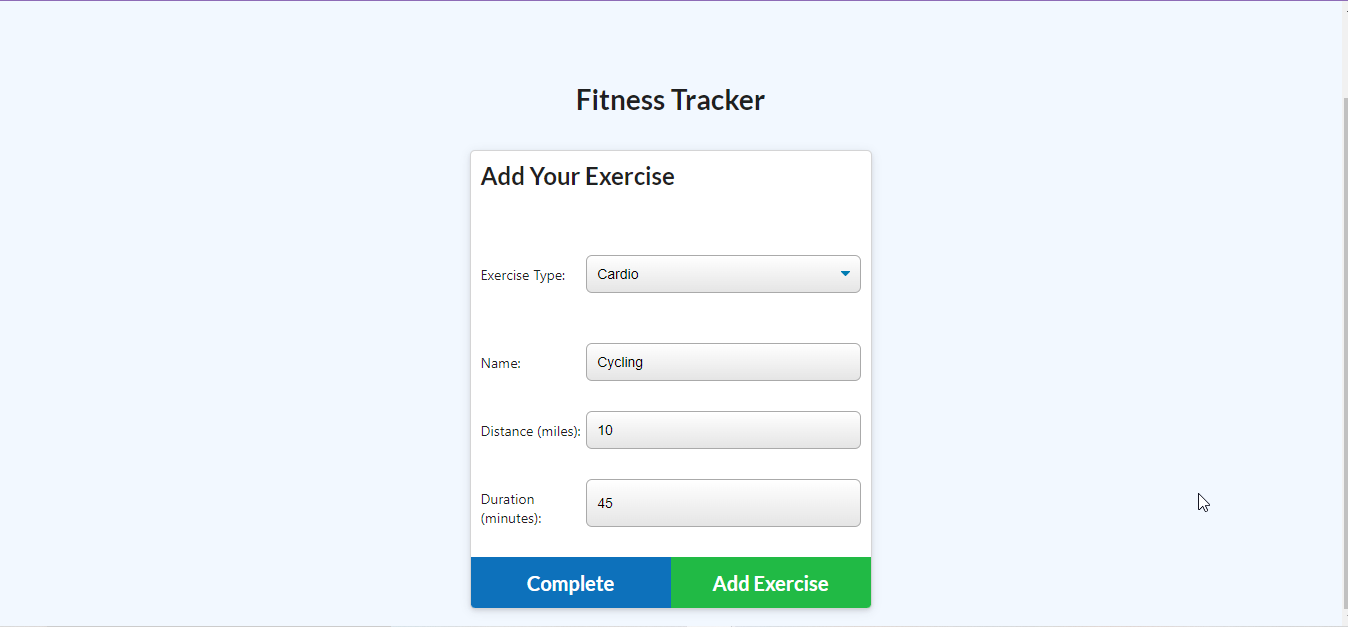 Fitness Tracker
Add Your Exercise
Exercise Type: Cardio
Name: Cycling
Distance (miles): 10
Duration
(minutes): 45
Complete Add Exercise